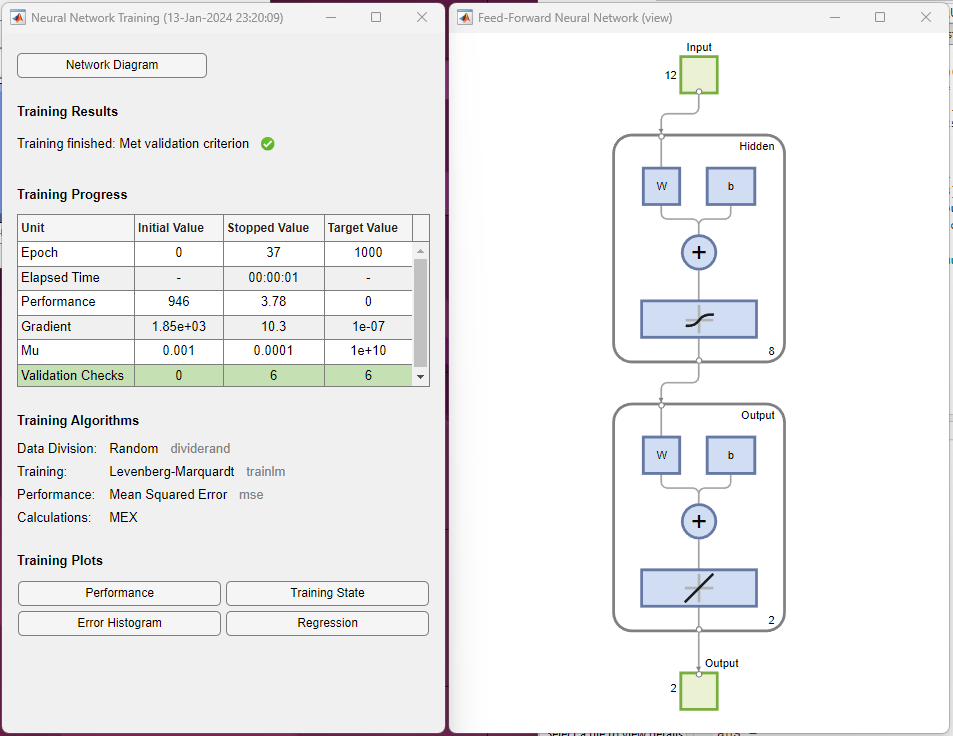 Neural Network Training (13-Jan-2024 23:20:09)
Network Diagram
Training Results
Training finished: Met validation criterion
Training Progress
Unit Initial Value Stopped Value Target Value
Epoch 0 37 1000
Elapsed Time - 00:00:01 -
Performance 946 3.78 0
Gradient 1.85e+03 10.3 1e-07
Mu 0.001 0.0001 1e+10
Validation Checks 0 6 6
Training Algorithms
Data Division: Random dividerand
Training: Levenberg-Marquardt trainlm
Performance: Mean Squared Error mse
Calculations: MEX
Training Plots
Performance Training State
Error Histogram Regression
Feed-Forward Neural Network (view)
Input
12
Hidden
W b
+
8
Output
W b
+
2
Output
2